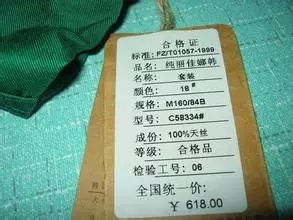 合格证
标准: FZ/T01057-1999
品名: 纯丽佳娜韩
名称: 套装
颜色: 18#
规格: M160/84B
型号: C58334#
成份: 100%天丝
等级: 合格品
检验工号: 06
全国统一价:
¥ 618.00